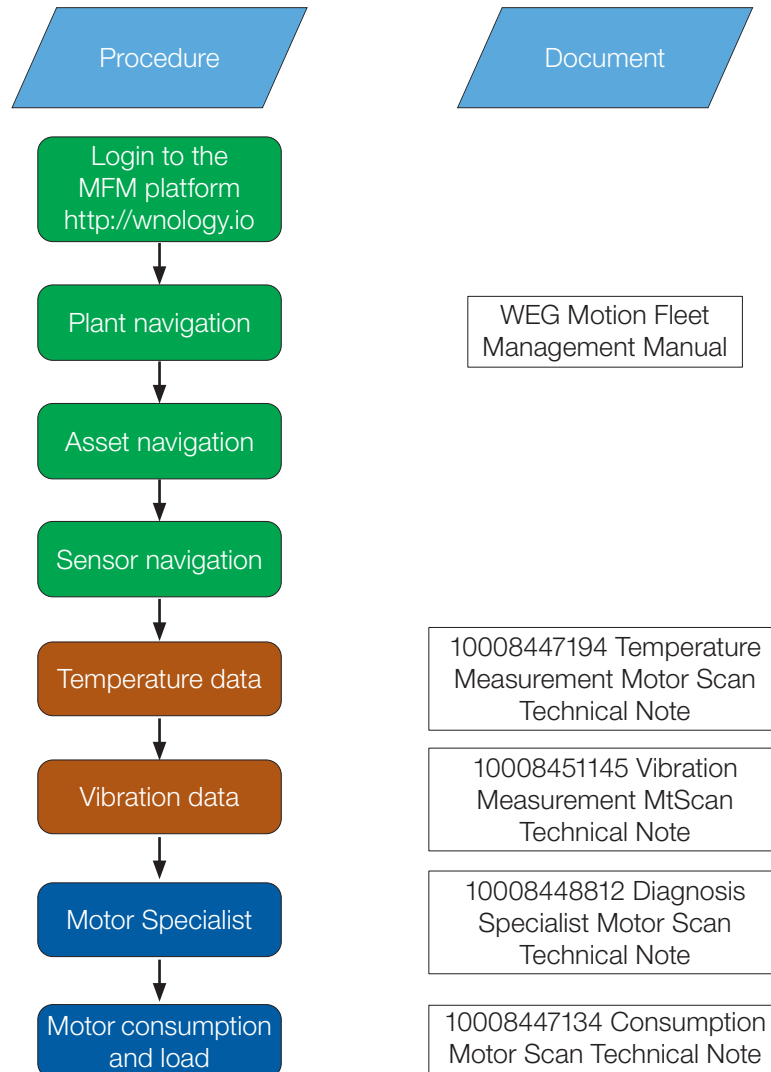 Procedure
Document
Login to the
MFM platform
http://wnology.io
Plant navigation
WEG Motion Fleet
Management Manual
Asset navigation
Sensor navigation
Temperature data
10008447194 Temperature
Measurement Motor Scan
Technical Note
Vibration data
10008451145 Vibration
Measurement MtScan
Technical Note
Motor Specialist
10008448812 Diagnosis
Specialist Motor Scan
Technical Note
Motor consumption
and load
10008447134 Consumption
Motor Scan Technical Note